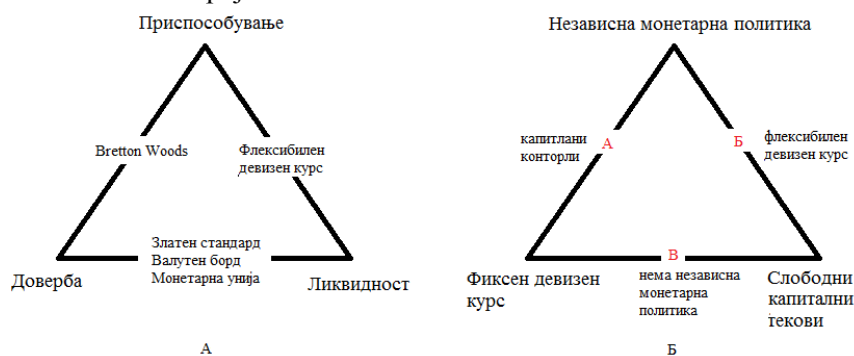 Приспособување
Bretton Woods
Флексибилен
девизен курс
Златен стандард
Валутен борд
Монетарна унија
Доверба
Ликвидност
А
Независна монетарна политика
капитлани
конторли
А
Б
флексибилен
девизен курс
В
Фиксен девизен
курс
нема независна
монетарна
политика
Слободни
капитални
текови
Б